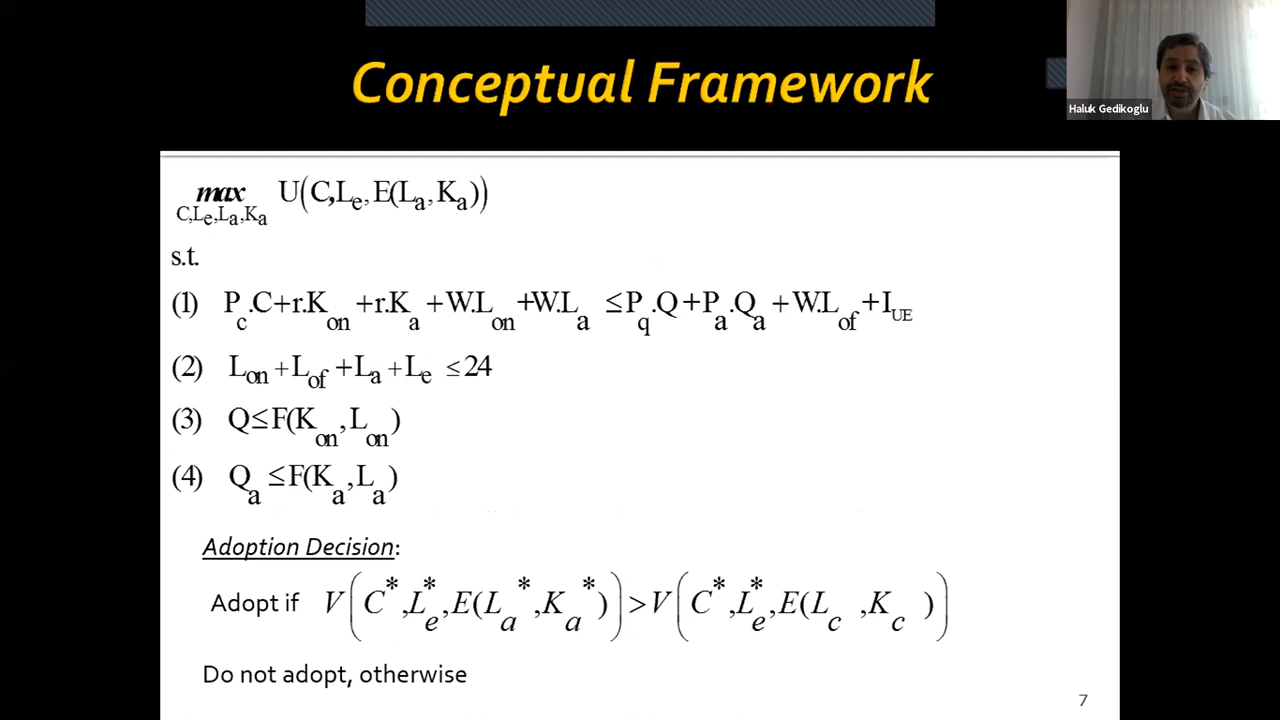 Conceptual Framework
Haluk Gedikoglu
max U(C,Le,E(La,Ka))
C,Le,La,Ka
s.t.
(1) Pc.C+r.Kon+r.Ka+W.Lon+W.La ≤Pq.Q+Pa.Qa+W.Lof+IUE
(2) Lon+Lof+La+Le ≤24
(3) Q≤F(Kon,Lon)
(4) Qa≤F(Ka,La)
Adoption Decision:
Adopt if V(C*,Le*,E(La*,Ka*))>V(C*,Le*,E(Lc,Kc))
Do not adopt, otherwise
7